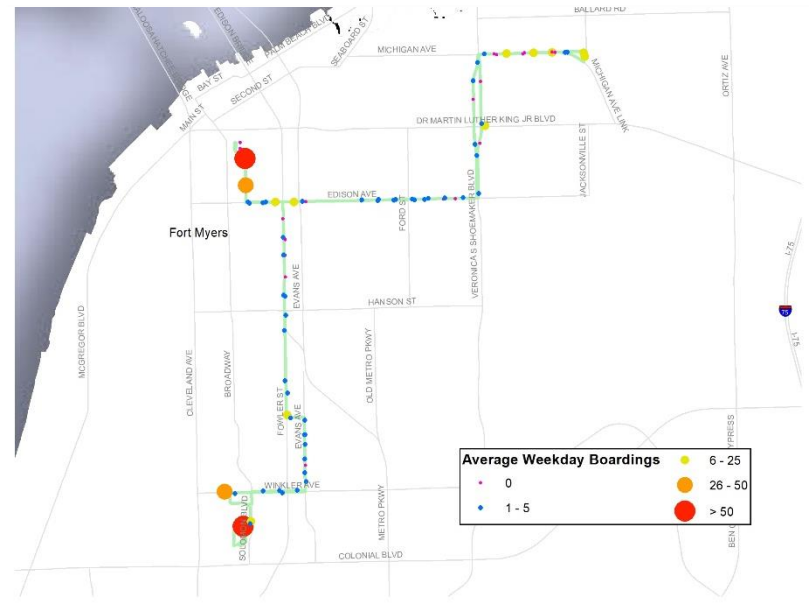 BALLARD RD
PALM BEACH BLVD
SEABOARD ST
MICHIGAN AVE
BAY ST
SECOND ST
MAIN ST
MICHIGAN AVE LINK
ORTIZ AVE
DR MARTIN LUTHER KING JR BLVD
JACKSONVILLE ST
EDISON AVE
FORD ST
VERONICA S SHOEMAKER BLVD
Fort Myers
EVANS AVE
I-75
75
I-75
HANSON ST
MCGREGOR BLVD
CLEVELAND AVE
BROADWAY
OLD METRO PKWY
FOWLER ST
EVANS AVE
WINKLER AVE
METRO PKWY
COLONIAL BLVD
Average Weekday Boardings
0
1 - 5
6 - 25
26 - 50
> 50